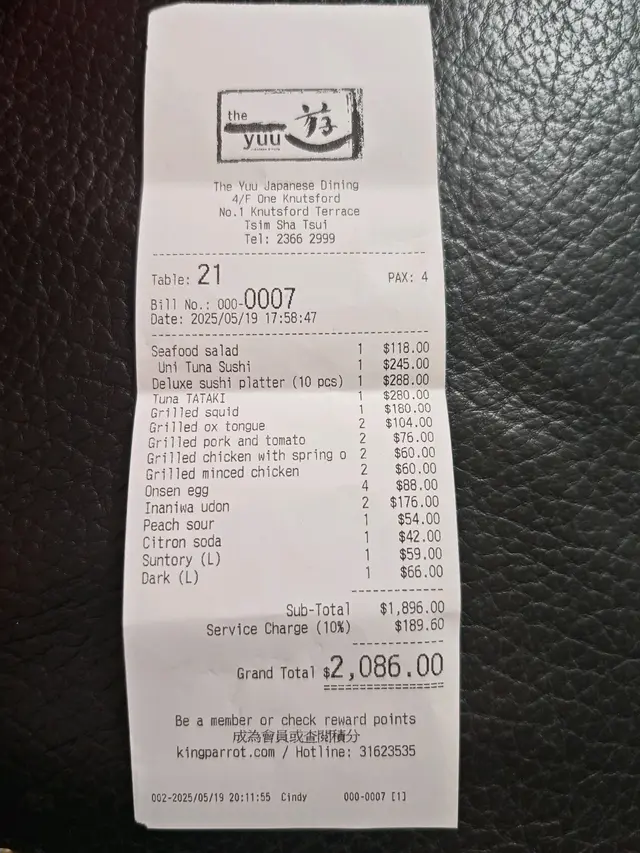 the
yuu
游
The Yuu Japanese Dining
4/F One Knutsford
No.1 Knutsford Terrace
Tsim Sha Tsui
Tel: 2366 2999
Table: 21 PAX: 4
Bill No.: 000-0007
Date: 2025/05/19 17:58:47
Seafood salad 1 $118.00
Uni Tuna Sushi 1 $245.00
Deluxe sushi platter (10 pcs) 1 $288.00
Tuna TATAKI 1 $280.00
Grilled squid 1 $180.00
Grilled ox tongue 2 $104.00
Grilled pork and tomato 2 $76.00
Grilled chicken with spring o 2 $60.00
Grilled minced chicken 2 $60.00
Onsen egg 4 $88.00
Inaniwa udon 2 $176.00
Peach sour 1 $54.00
Citron soda 1 $42.00
Suntory (L) 1 $59.00
Dark (L) 1 $66.00
Sub-Total $1,896.00
Service Charge (10%) $189.60
Grand Total $2,086.00
Be a member or check reward points
成為會員或查閱積分
kingparrot.com / Hotline: 31623535
002-2025/05/19 20:11:55 Cindy 000-0007 [1]